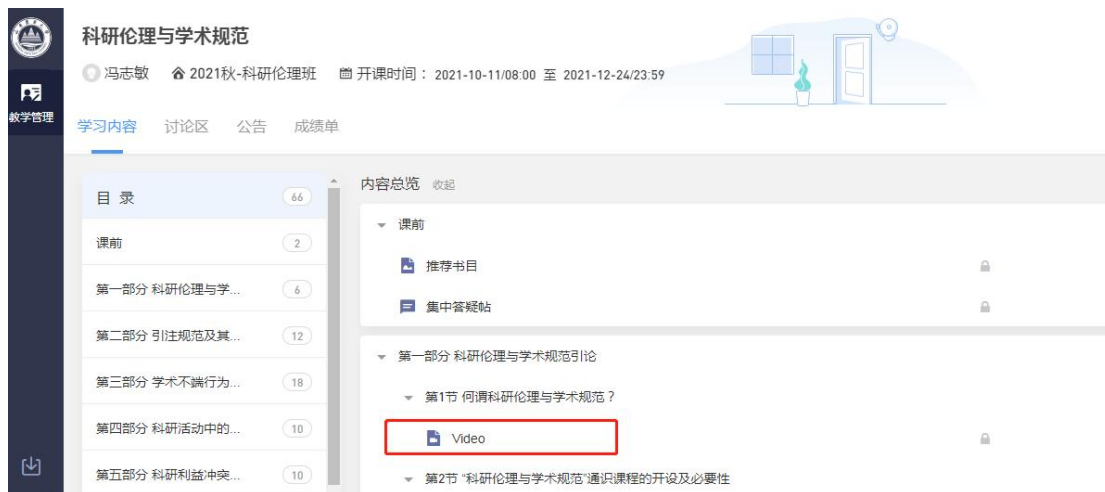 科研伦理与学术规范
冯志敏 2021秋-科研伦理班 开课时间： 2021-10-11/08:00 至 2021-12-24/23:59
教学管理
学习内容 讨论区 公告 成绩单
目 录 66
课前 2
第一部分 科研伦理与学... 6
第二部分 引注规范及其... 12
第三部分 学术不端行为... 18
第四部分 科研活动中的... 10
第五部分 科研利益冲突... 10
内容总览 收起
课前
推荐书目
集中答疑帖
第一部分 科研伦理与学术规范引论
第1节 何谓科研伦理与学术规范？
Video
第2节 “科研伦理与学术规范”通识课程的开设及必要性